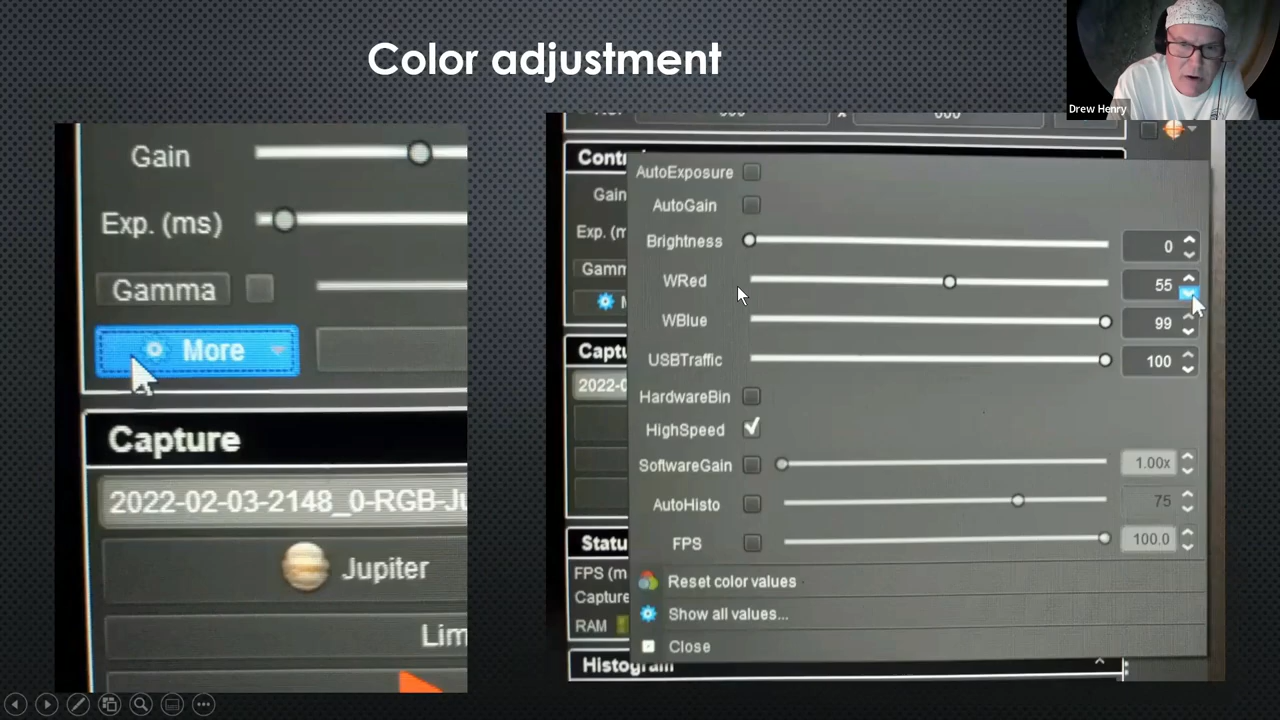 Color adjustment
Drew Henry
Gain
Exp. (ms)
Gamma
More
Capture
2022-02-03-2148_0-RGB-Ju
Jupiter
Lim
x
Contr
Gain
Exp. (m
Gamm
Captu
2022-0
Statu
FPS (m
Capture
RAM
Histogram
AutoExposure
AutoGain
Brightness 0
WRed 55
WBlue 99
USBTraffic 100
HardwareBin
HighSpeed
SoftwareGain 1.00x
AutoHisto 75
FPS 100.0
Reset color values
Show all values...
Close